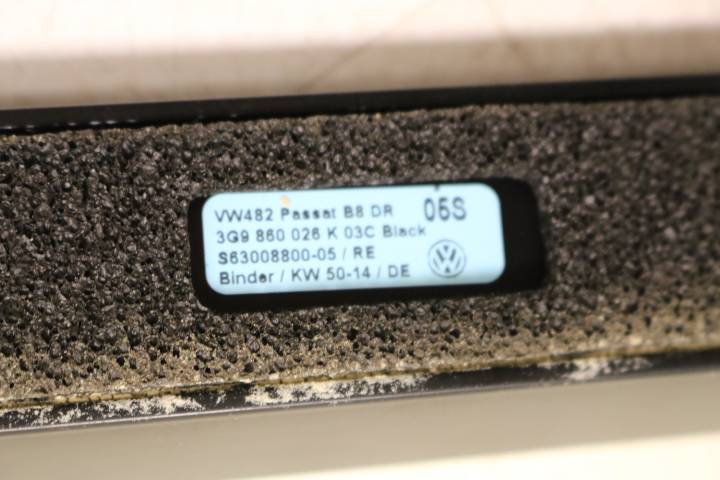 VW482 Passat B8 DR 05S
3G9 860 026 K 03C Black
S63008800-05 / RE
Binder / KW 50-14 / DE